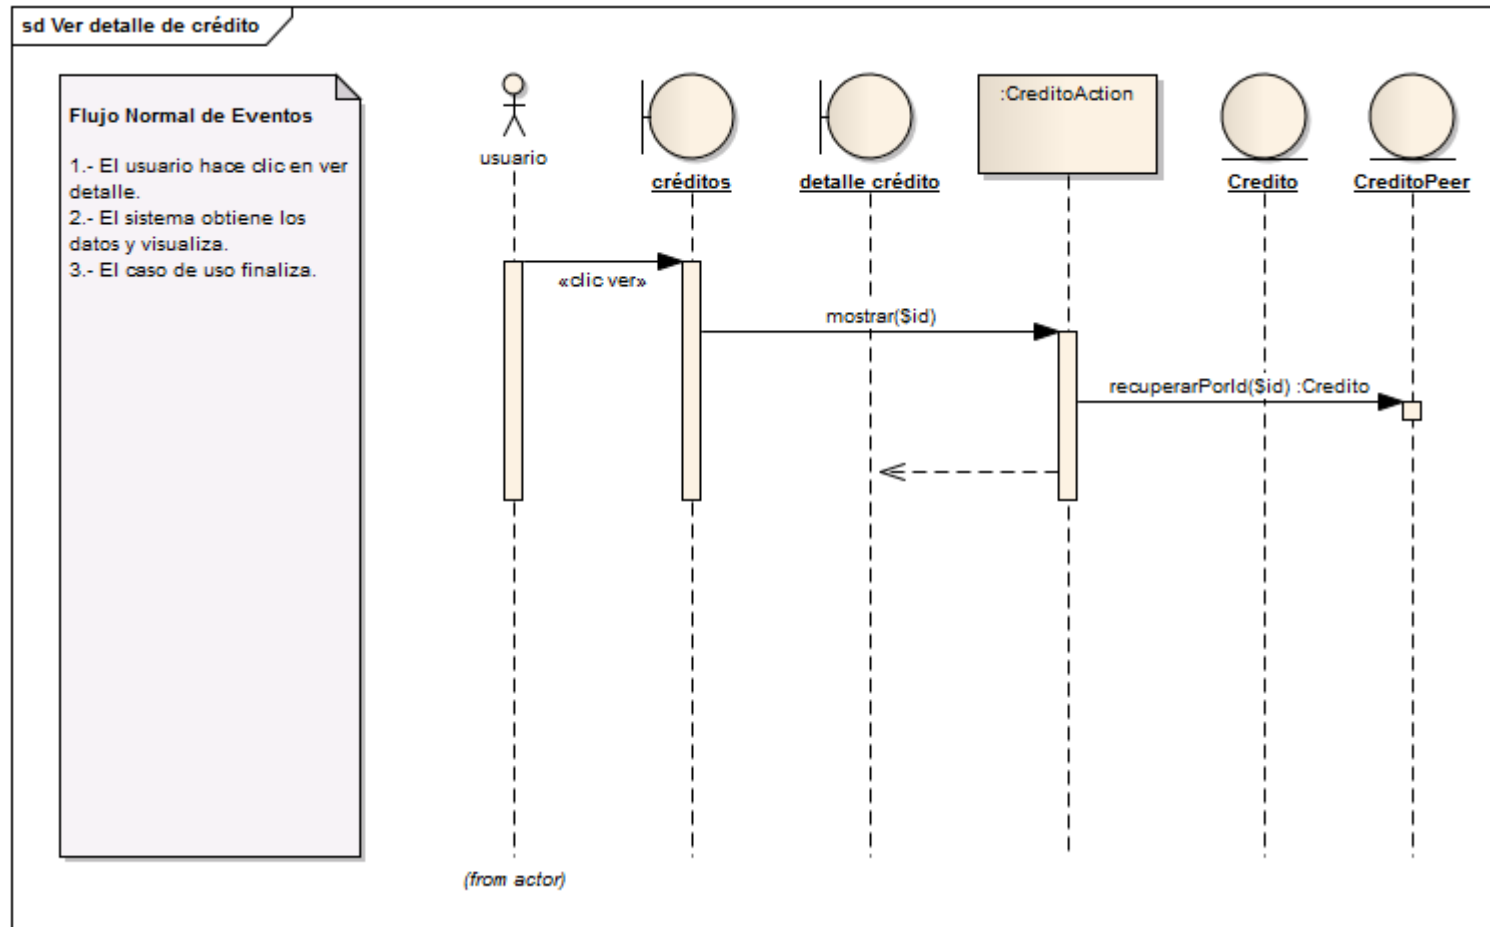 sd Ver detalle de crédito
Flujo Normal de Eventos
1.- El usuario hace clic en ver
detalle.
2.- El sistema obtiene los
datos y visualiza.
3.- El caso de uso finaliza.
usuario
créditos
detalle crédito
:CreditoAction
Credito
CreditoPeer
«clic ver»
mostrar($id)
recuperarPorId($id) :Credito
(from actor)